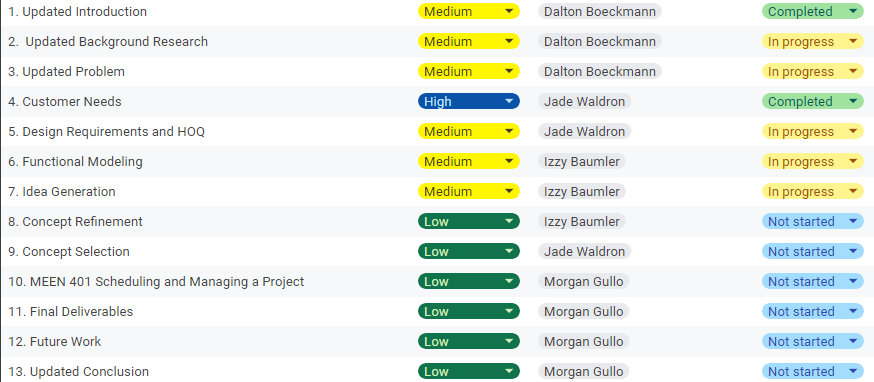 1. Updated Introduction Medium Dalton Boeckmann Completed
2. Updated Background Research Medium Dalton Boeckmann In progress
3. Updated Problem Medium Dalton Boeckmann In progress
4. Customer Needs High Jade Waldron Completed
5. Design Requirements and HOQ Medium Jade Waldron In progress
6. Functional Modeling Medium Izzy Baumler In progress
7. Idea Generation Medium Izzy Baumler In progress
8. Concept Refinement Low Izzy Baumler Not started
9. Concept Selection Low Jade Waldron Not started
10. MEEN 401 Scheduling and Managing a Project Low Morgan Gullo Not started
11. Final Deliverables Low Morgan Gullo Not started
12. Future Work Low Morgan Gullo Not started
13. Updated Conclusion Low Morgan Gullo Not started